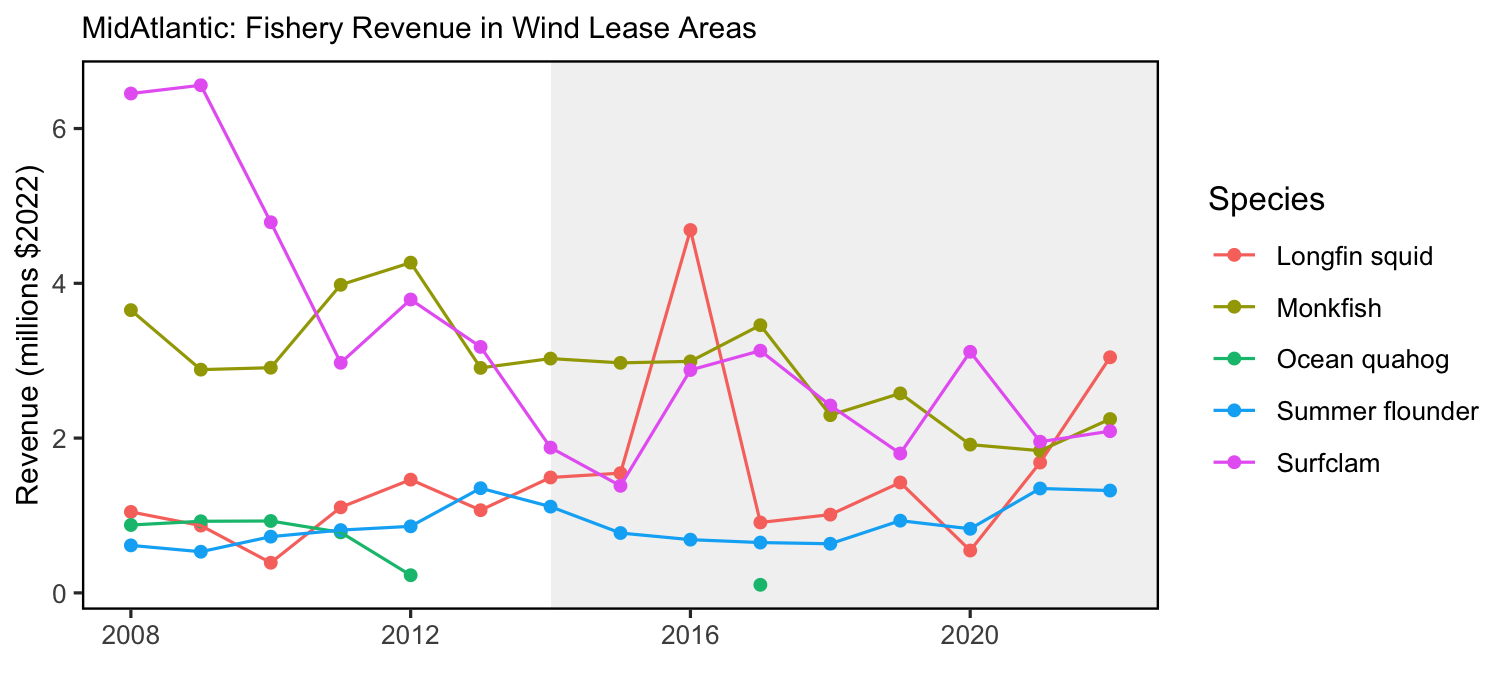 MidAtlantic: Fishery Revenue in Wind Lease Areas
Revenue (millions $2022)
6
4
2
0
2008 2012 2016 2020
Species
Longfin squid
Monkfish
Ocean quahog
Summer flounder
Surfclam